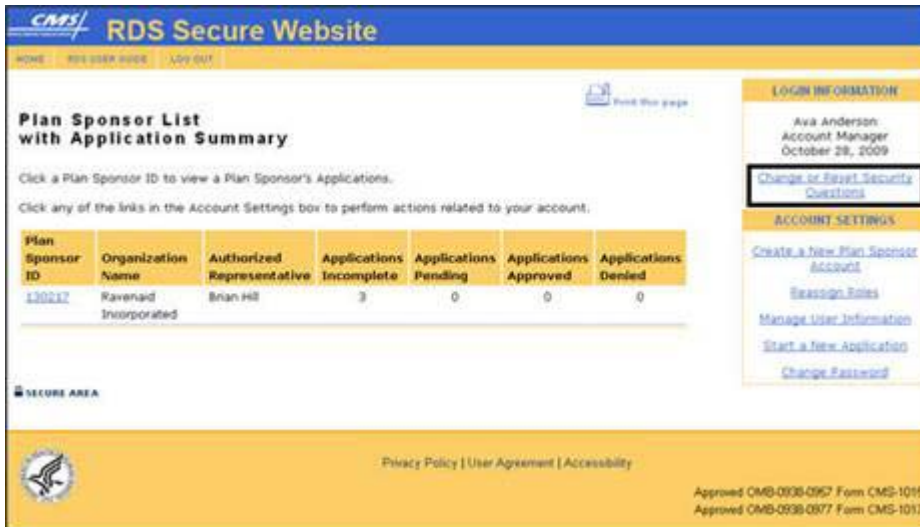 CMS/ RDS Secure Website
HOME RDS USER GUIDE LOG OUT
Print this page
Plan Sponsor List
with Application Summary
Click a Plan Sponsor ID to view a Plan Sponsor's Applications.
Click any of the links in the Account Settings box to perform actions related to your account.
Plan Sponsor ID Organization Name Authorized Representative Applications Incomplete Applications Pending Applications Approved Applications Denied
130217 Ravenaid Incorporated Brian Hill 3 0 0 0
SECURE AREA
LOGIN INFORMATION
Ava Anderson
Account Manager
October 28, 2009
Change or Reset Security
Questions
ACCOUNT SETTINGS
Create a New Plan Sponsor
Account
Reassign Roles
Manage User Information
Start a New Application
Change Password
Privacy Policy | User Agreement | Accessibility
Approved OMB-0938-0957 Form CMS-1015
Approved OMB-0938-0977 Form CMS-101